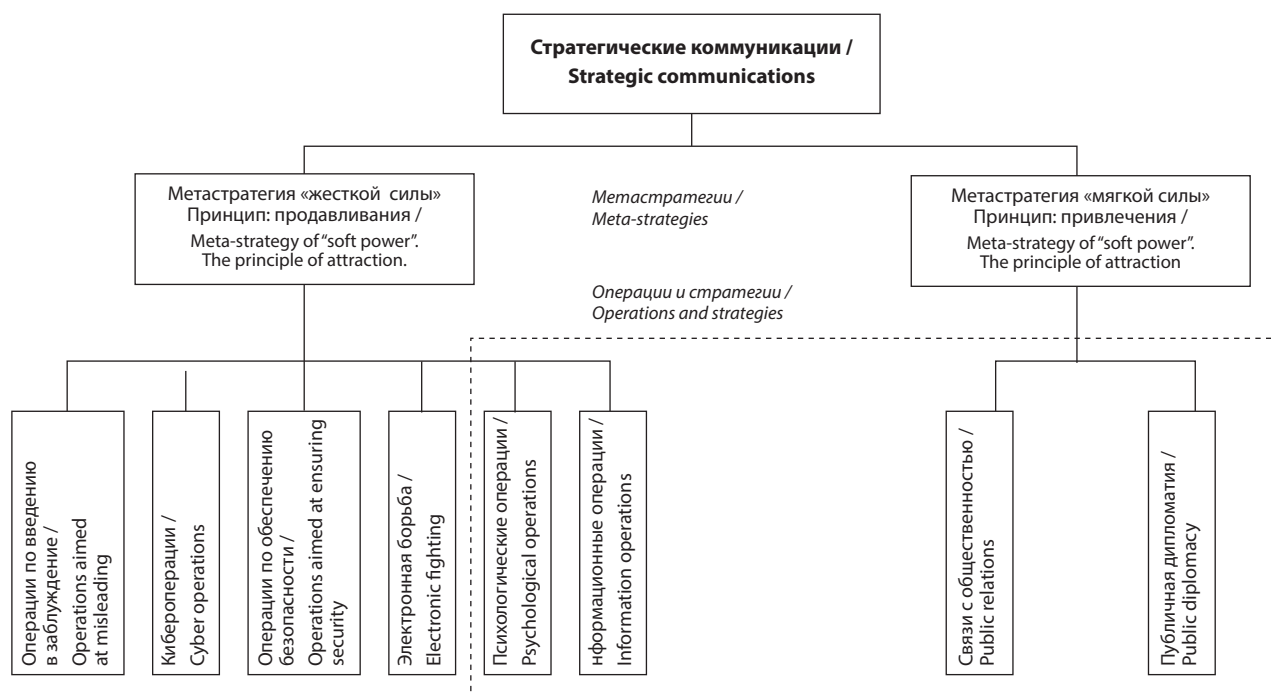 Стратегические коммуникации /
Strategic communications
Метастратегия «жесткой силы»
Принцип: продавливания /
Meta-strategy of “soft power”.
The principle of attraction.
Метастратегии /
Meta-strategies
Метастратегия «мягкой силы»
Принцип: привлечения /
Meta-strategy of “soft power”.
The principle of attraction
Операции и стратегии /
Operations and strategies
Операции по введению
в заблуждение /
Operations aimed
at misleading
Кибероперации /
Cyber operations
Операции по обеспечению
безопасности /
Operations aimed at ensuring
security
Электронная борьба /
Electronic fighting
Психологические операции /
Psychological operations
нформационные операции /
Information operations
Связи с общественностью /
Public relations
Публичная дипломатия /
Public diplomacy